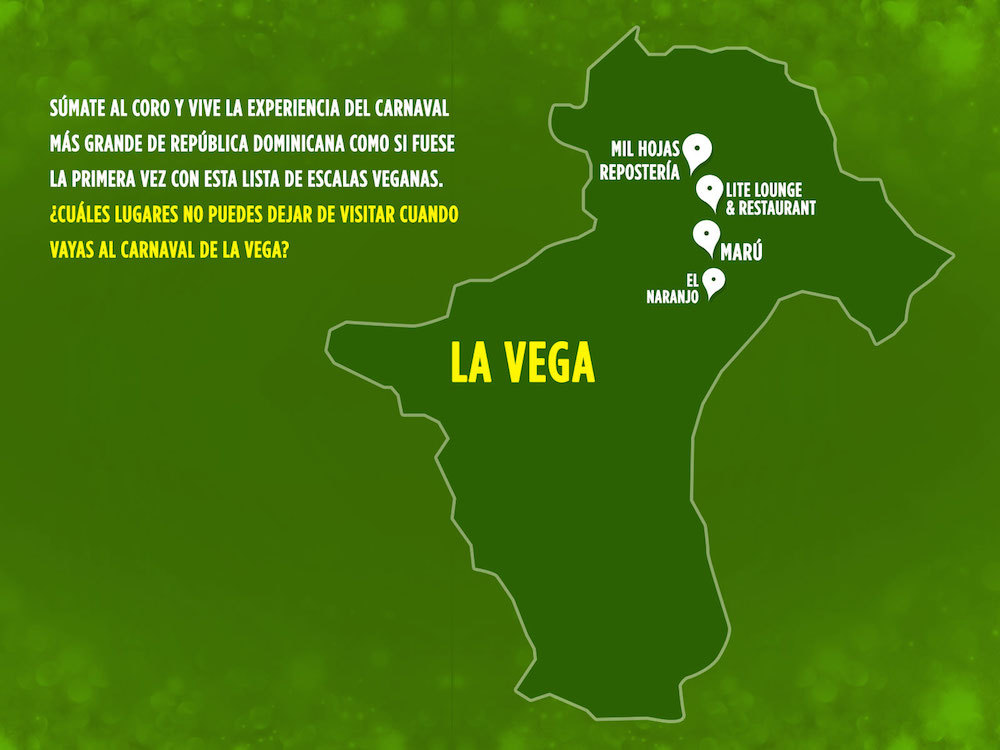 SÚMATE AL CORO Y VIVE LA EXPERIENCIA DEL CARNAVAL
MÁS GRANDE DE REPÚBLICA DOMINICANA COMO SI FUESE
LA PRIMERA VEZ CON ESTA LISTA DE ESCALAS VEGANAS.
¿CUÁLES LUGARES NO PUEDES DEJAR DE VISITAR CUANDO
VAYAS AL CARNAVAL DE LA VEGA?
MIL HOJAS
REPOSTERÍA
LITE LOUNGE
& RESTAURANT
MARÚ
EL
NARANJO
LA VEGA